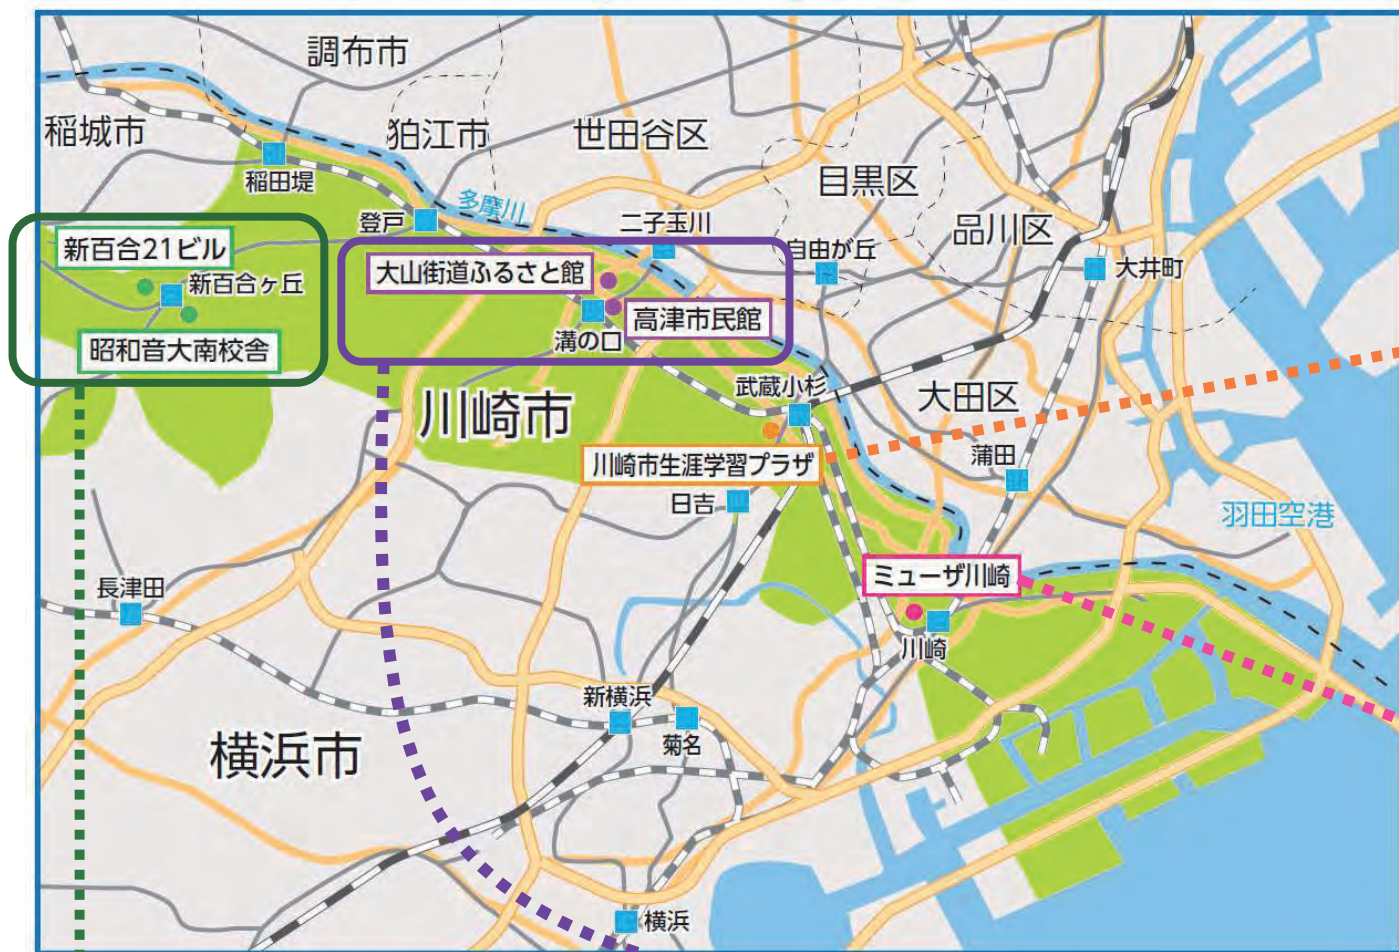 調布市
稲城市
狛江市
世田谷区
目黒区
稲田堤
多摩川
登戸
二子玉川
品川区
新百合21ビル
自由が丘
大井町
大山街道ふるさと館
新百合ヶ丘
高津市民館
溝の口
昭和音大南校舎
武蔵小杉
大田区
川崎市
蒲田
川崎市生涯学習プラザ
日吉
羽田空港
ミューザ川崎
長津田
川崎
新横浜
菊名
横浜市
横浜